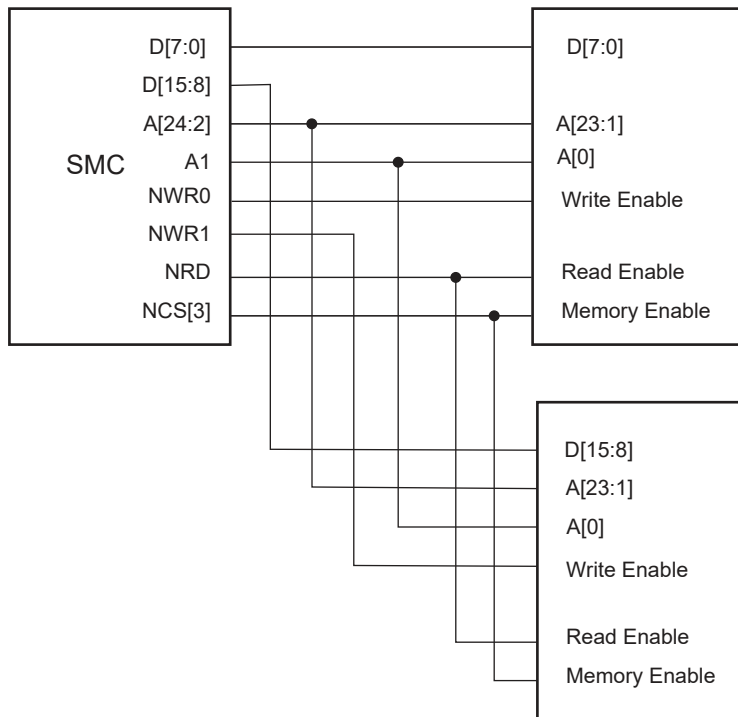 D[7:0]
D[15:8]
A[24:2]
SMC
A1
NWR0
NWR1
NRD
NCS[3]
D[7:0]
A[23:1]
A[0]
Write Enable
Read Enable
Memory Enable
D[15:8]
A[23:1]
A[0]
Write Enable
Read Enable
Memory Enable